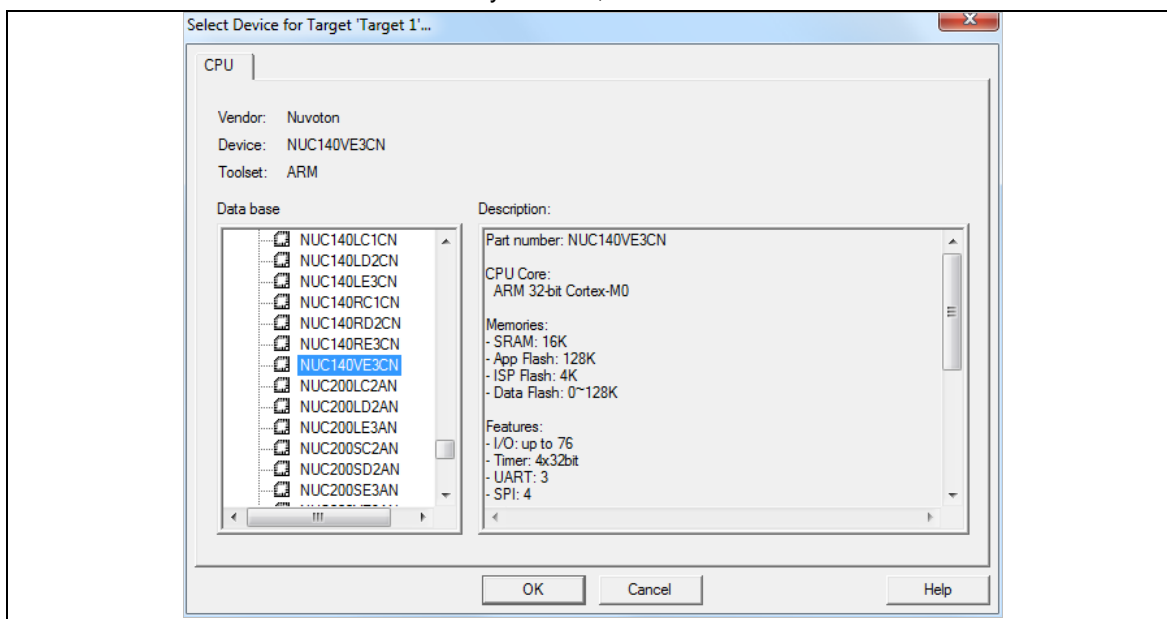 Select Device for Target 'Target 1'...
CPU
Vendor: Nuvoton
Device: NUC140VE3CN
Toolset: ARM
Data base
NUC140LC1CN
NUC140LD2CN
NUC140LE3CN
NUC140RC1CN
NUC140RD2CN
NUC140RE3CN
NUC140VE3CN
NUC200LC2AN
NUC200LD2AN
NUC200LE3AN
NUC200SC2AN
NUC200SD2AN
NUC200SE3AN
Description:
Part number: NUC140VE3CN
CPU Core:
ARM 32-bit Cortex-M0
Memories:
- SRAM: 16K
- App Flash: 128K
- ISP Flash: 4K
- Data Flash: 0~128K
Features:
- I/O: up to 76
- Timer: 4x32bit
- UART: 3
- SPI: 4
OK
Cancel
Help